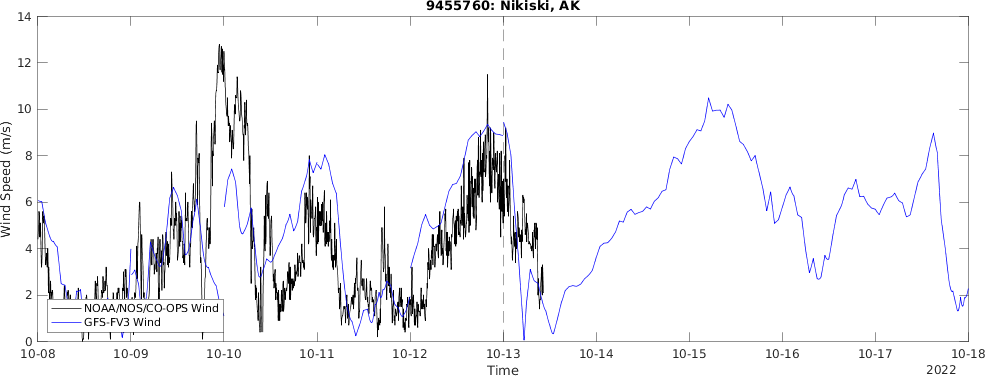 9455760: Nikiski, AK
Wind Speed (m/s)
14
12
10
8
6
4
2
0
NOAA/NOS/CO-OPS Wind
GFS-FV3 Wind
10-08 10-09 10-10 10-11 10-12 10-13 10-14 10-15 10-16 10-17 10-18
Time
2022